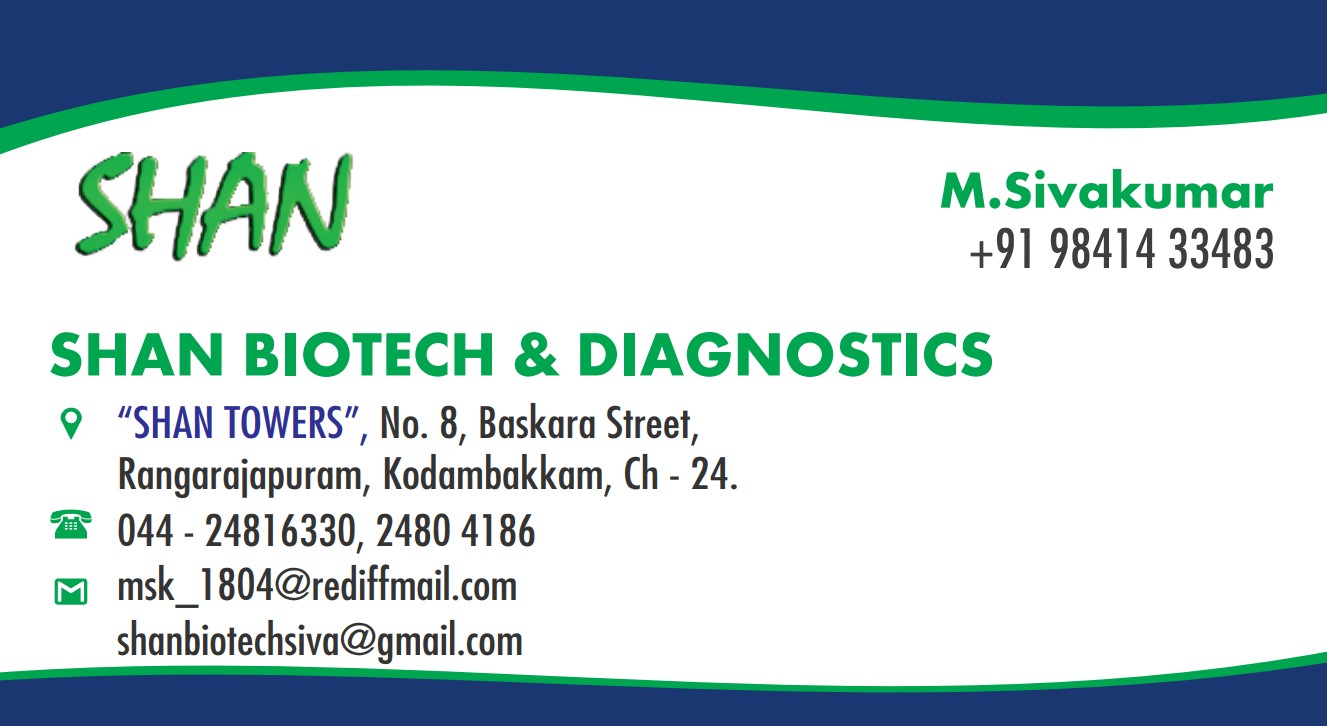 SHAN
M.Sivakumar
+91 98414 33483
SHAN BIOTECH & DIAGNOSTICS
“SHAN TOWERS”, No. 8, Baskara Street,
Rangarajapuram, Kodambakkam, Ch - 24.
044 - 24816330, 2480 4186
msk_1804@rediffmail.com
shanbiotechsiva@gmail.com